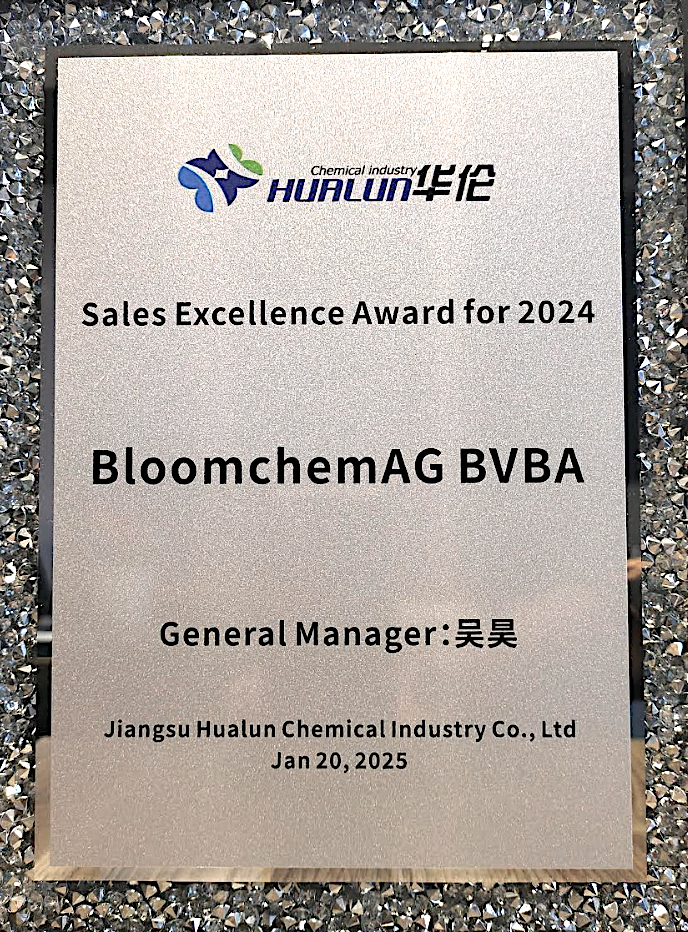 Chemical industry
HUALUN华伦
Sales Excellence Award for 2024
BloomchemAG BVBA
General Manager:吴昊
Jiangsu Hualun Chemical Industry Co., Ltd
Jan 20, 2025